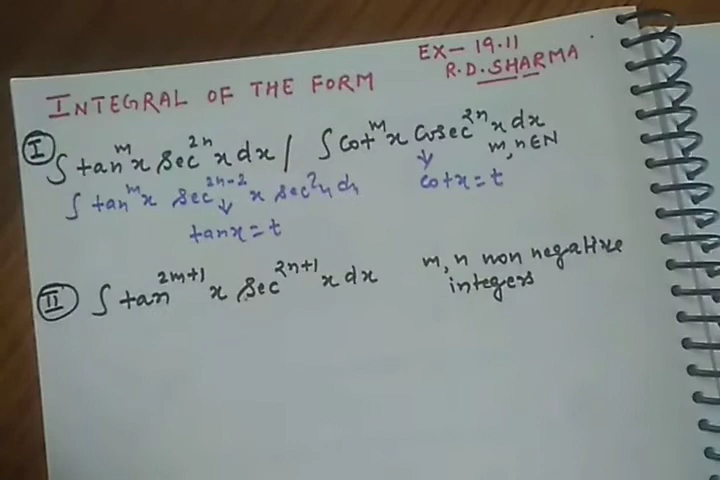 EX- 19.11
R.D. SHARMA
INTEGRAL OF THE FORM
I ∫ tan^m x sec^2n x dx / ∫ cot^m x cosec^2n x dx
m, n ∈ N
∫ tan^m x sec^2n-2 x sec^2 x dx
↓ cot x = t
↓ tan x = t
II ∫ tan^2m+1 x sec^2n+1 x dx m, n non negative
integers